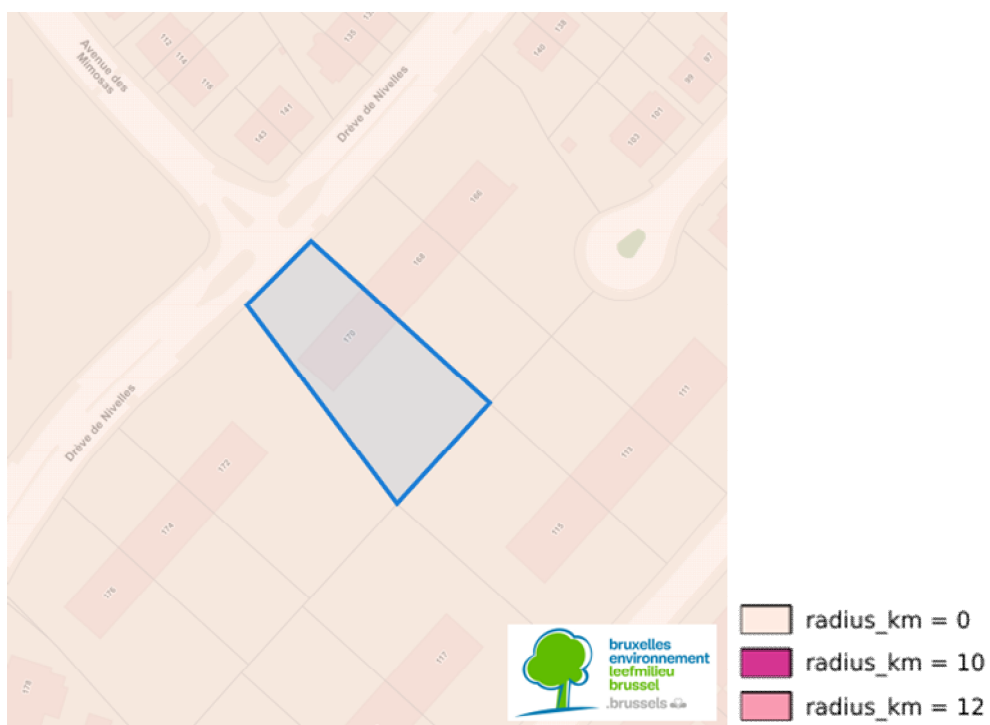 112
114
116
135
138
140
97
99
101
103
Avenue des
Mimosas
141
143
Drève de Nivelles
166
168
170
Drève de Nivelles
172
174
176
111
113
115
117
178
bruxelles
environnement
leefmilieu
brussel
.brussels
radius_km = 0
radius_km = 10
radius_km = 12